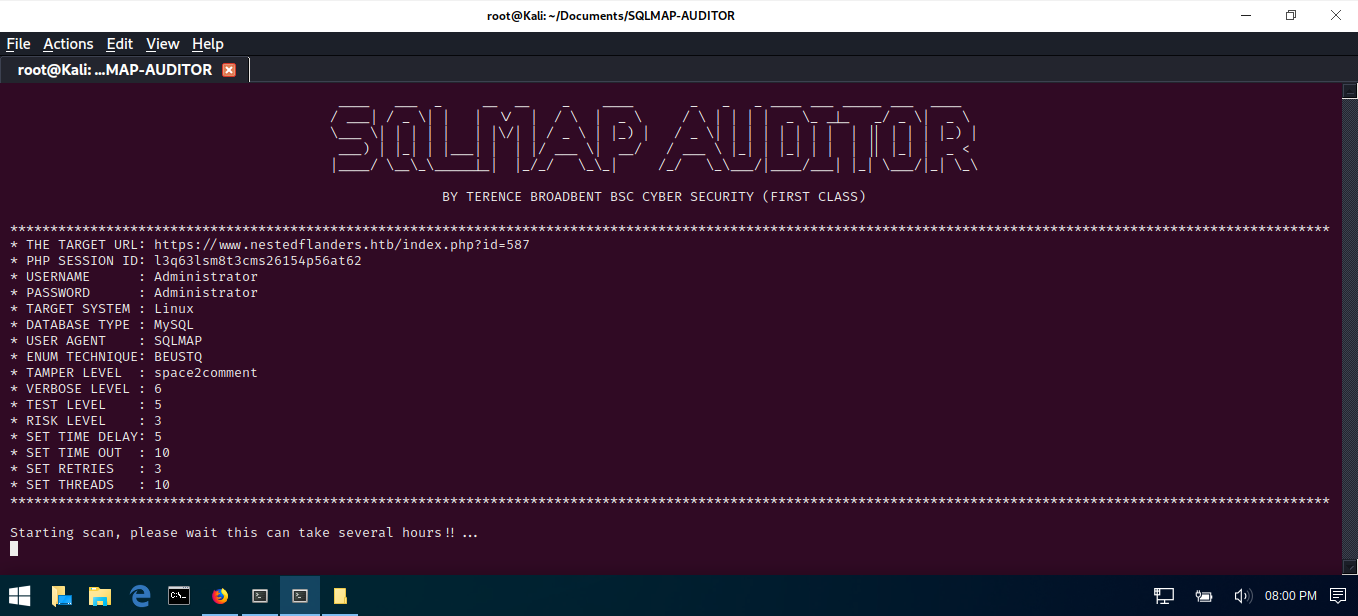 root@Kali: ~/Documents/SQLMAP-AUDITOR
File Actions Edit View Help
root@Kali: ...MAP-AUDITOR
SQLMAP AUDITOR
BY TERENCE BROADBENT BSC CYBER SECURITY (FIRST CLASS)
*********************************************************************************************************************************************************************
* THE TARGET URL: https://www.nestedflanders.htb/index.php?id=587
* PHP SESSION ID: l3q63lsm8t3cms26154p56at62
* USERNAME      : Administrator
* PASSWORD      : Administrator
* TARGET SYSTEM : Linux
* DATABASE TYPE : MySQL
* USER AGENT    : SQLMAP
* ENUM TECHNIQUE: BEUSTQ
* TAMPER LEVEL  : space2comment
* VERBOSE LEVEL : 6
* TEST LEVEL    : 5
* RISK LEVEL    : 3
* SET TIME DELAY: 5
* SET TIME OUT  : 10
* SET RETRIES   : 3
* SET THREADS   : 10
*********************************************************************************************************************************************************************
Starting scan, please wait this can take several hours!!...
C:\_
08:00 PM